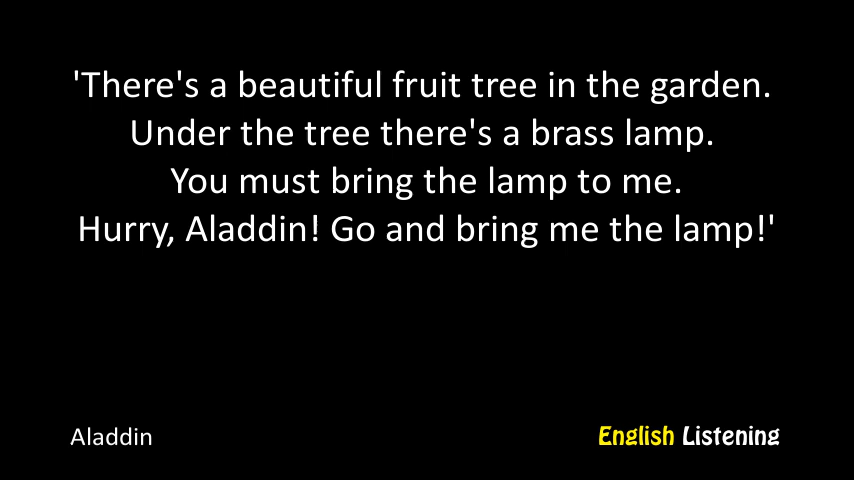 'There's a beautiful fruit tree in the garden.
Under the tree there's a brass lamp.
You must bring the lamp to me.
Hurry, Aladdin! Go and bring me the lamp!'
Aladdin
English Listening